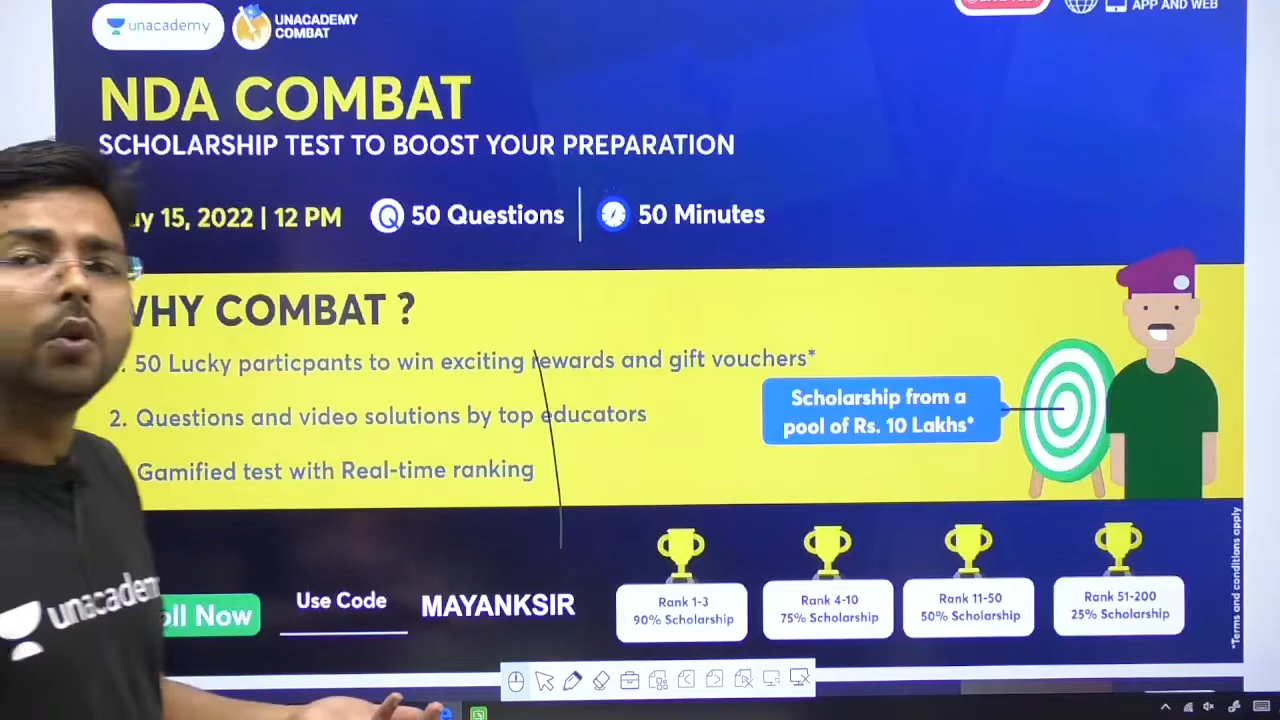 unacademy
UNACADEMY
COMBAT
APP AND WEB
NDA COMBAT
SCHOLARSHIP TEST TO BOOST YOUR PREPARATION
15, 2022 | 12 PM
50 Questions
50 Minutes
WHY COMBAT ?
50 Lucky particpants to win exciting rewards and gift vouchers*
2. Questions and video solutions by top educators
Gamified test with Real-time ranking
Scholarship from a
pool of Rs. 10 Lakhs*
*Terms and conditions apply
Now
Use Code
MAYANKSIR
Rank 1-3
90% Scholarship
Rank 4-10
75% Scholarship
Rank 11-50
50% Scholarship
Rank 51-200
25% Scholarship
unacademy